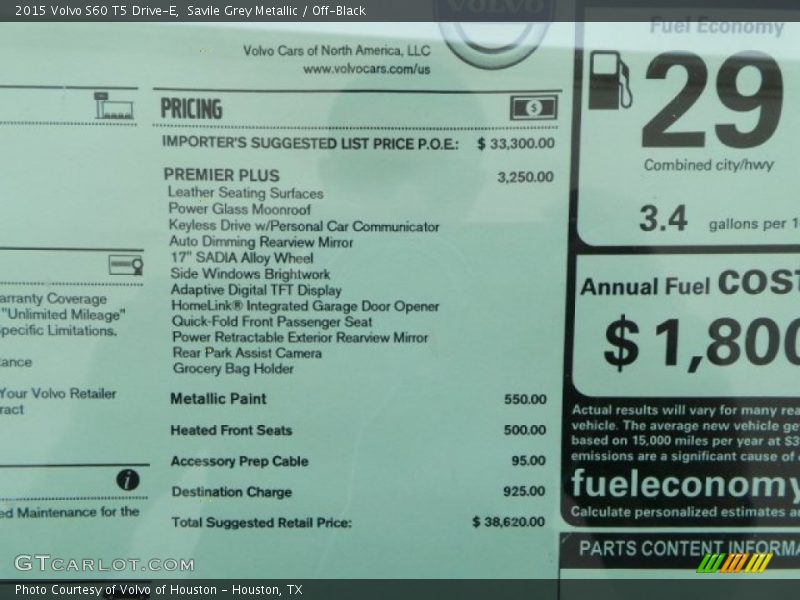 2015 Volvo S60 T5 Drive-E, Savile Grey Metallic / Off-Black
VOLVO
Volvo Cars of North America, LLC
www.volvocars.com/us
PRICING
$
IMPORTER'S SUGGESTED LIST PRICE P.O.E.: $ 33,300.00
PREMIER PLUS 3,250.00
Leather Seating Surfaces
Power Glass Moonroof
Keyless Drive w/Personal Car Communicator
Auto Dimming Rearview Mirror
17" SADIA Alloy Wheel
Side Windows Brightwork
Adaptive Digital TFT Display
HomeLink® Integrated Garage Door Opener
Quick-Fold Front Passenger Seat
Power Retractable Exterior Rearview Mirror
Rear Park Assist Camera
Grocery Bag Holder
Metallic Paint 550.00
Heated Front Seats 500.00
Accessory Prep Cable 95.00
Destination Charge 925.00
Total Suggested Retail Price: $ 38,620.00
arranty Coverage
"Unlimited Mileage"
pecific Limitations.
tance
Your Volvo Retailer
ract
i
ed Maintenance for the
Fuel Economy
29
Combined city/hwy
3.4 gallons per 1
Annual Fuel COST
$1,800
Actual results will vary for many rea
vehicle. The average new vehicle ge
based on 15,000 miles per year at $3
emissions are a significant cause of
fueleconomy
Calculate personalized estimates a
PARTS CONTENT INFORMA
GTCARLOT.COM
Photo Courtesy of Volvo of Houston - Houston, TX